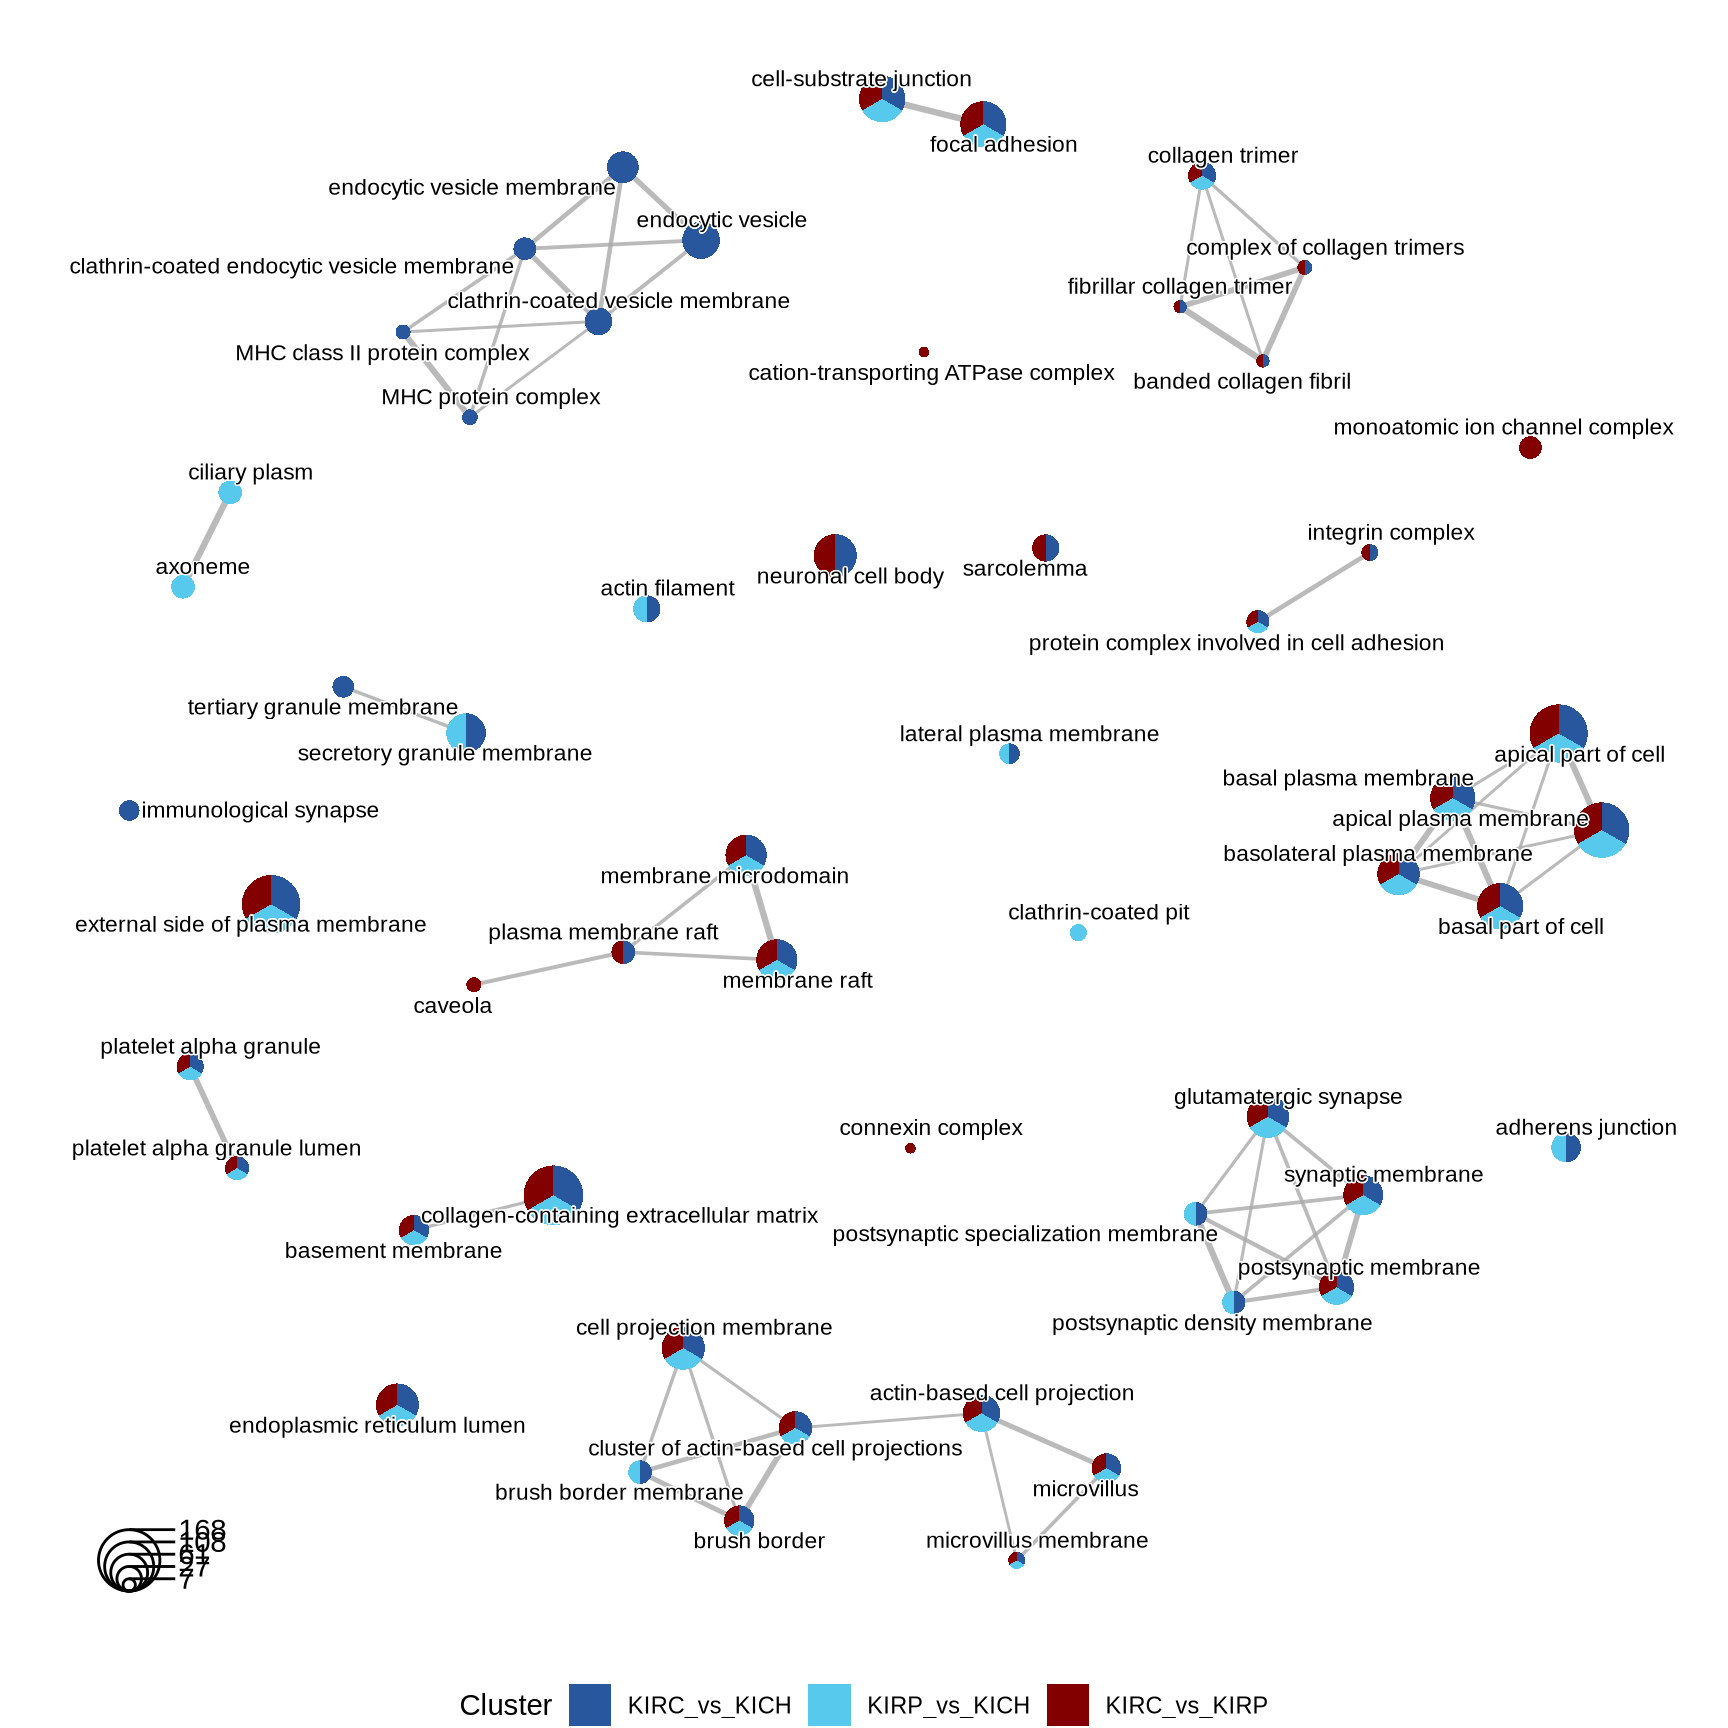 cell-substrate junction
focal adhesion
collagen trimer
endocytic vesicle membrane
endocytic vesicle
complex of collagen trimers
clathrin-coated endocytic vesicle membrane
fibrillar collagen trimer
clathrin-coated vesicle membrane
MHC class II protein complex
cation-transporting ATPase complex
banded collagen fibril
MHC protein complex
monoatomic ion channel complex
ciliary plasm
integrin complex
axoneme
neuronal cell body
sarcolemma
actin filament
protein complex involved in cell adhesion
tertiary granule membrane
lateral plasma membrane
secretory granule membrane
apical part of cell
basal plasma membrane
immunological synapse
apical plasma membrane
basolateral plasma membrane
membrane microdomain
clathrin-coated pit
external side of plasma membrane
basal part of cell
plasma membrane raft
membrane raft
caveola
platelet alpha granule
glutamatergic synapse
connexin complex
adherens junction
platelet alpha granule lumen
synaptic membrane
collagen-containing extracellular matrix
postsynaptic specialization membrane
basement membrane
postsynaptic membrane
postsynaptic density membrane
cell projection membrane
actin-based cell projection
endoplasmic reticulum lumen
cluster of actin-based cell projections
microvillus
brush border membrane
brush border
microvillus membrane
168
108
61
27
7
Cluster KIRC_vs_KICH KIRP_vs_KICH KIRC_vs_KIRP